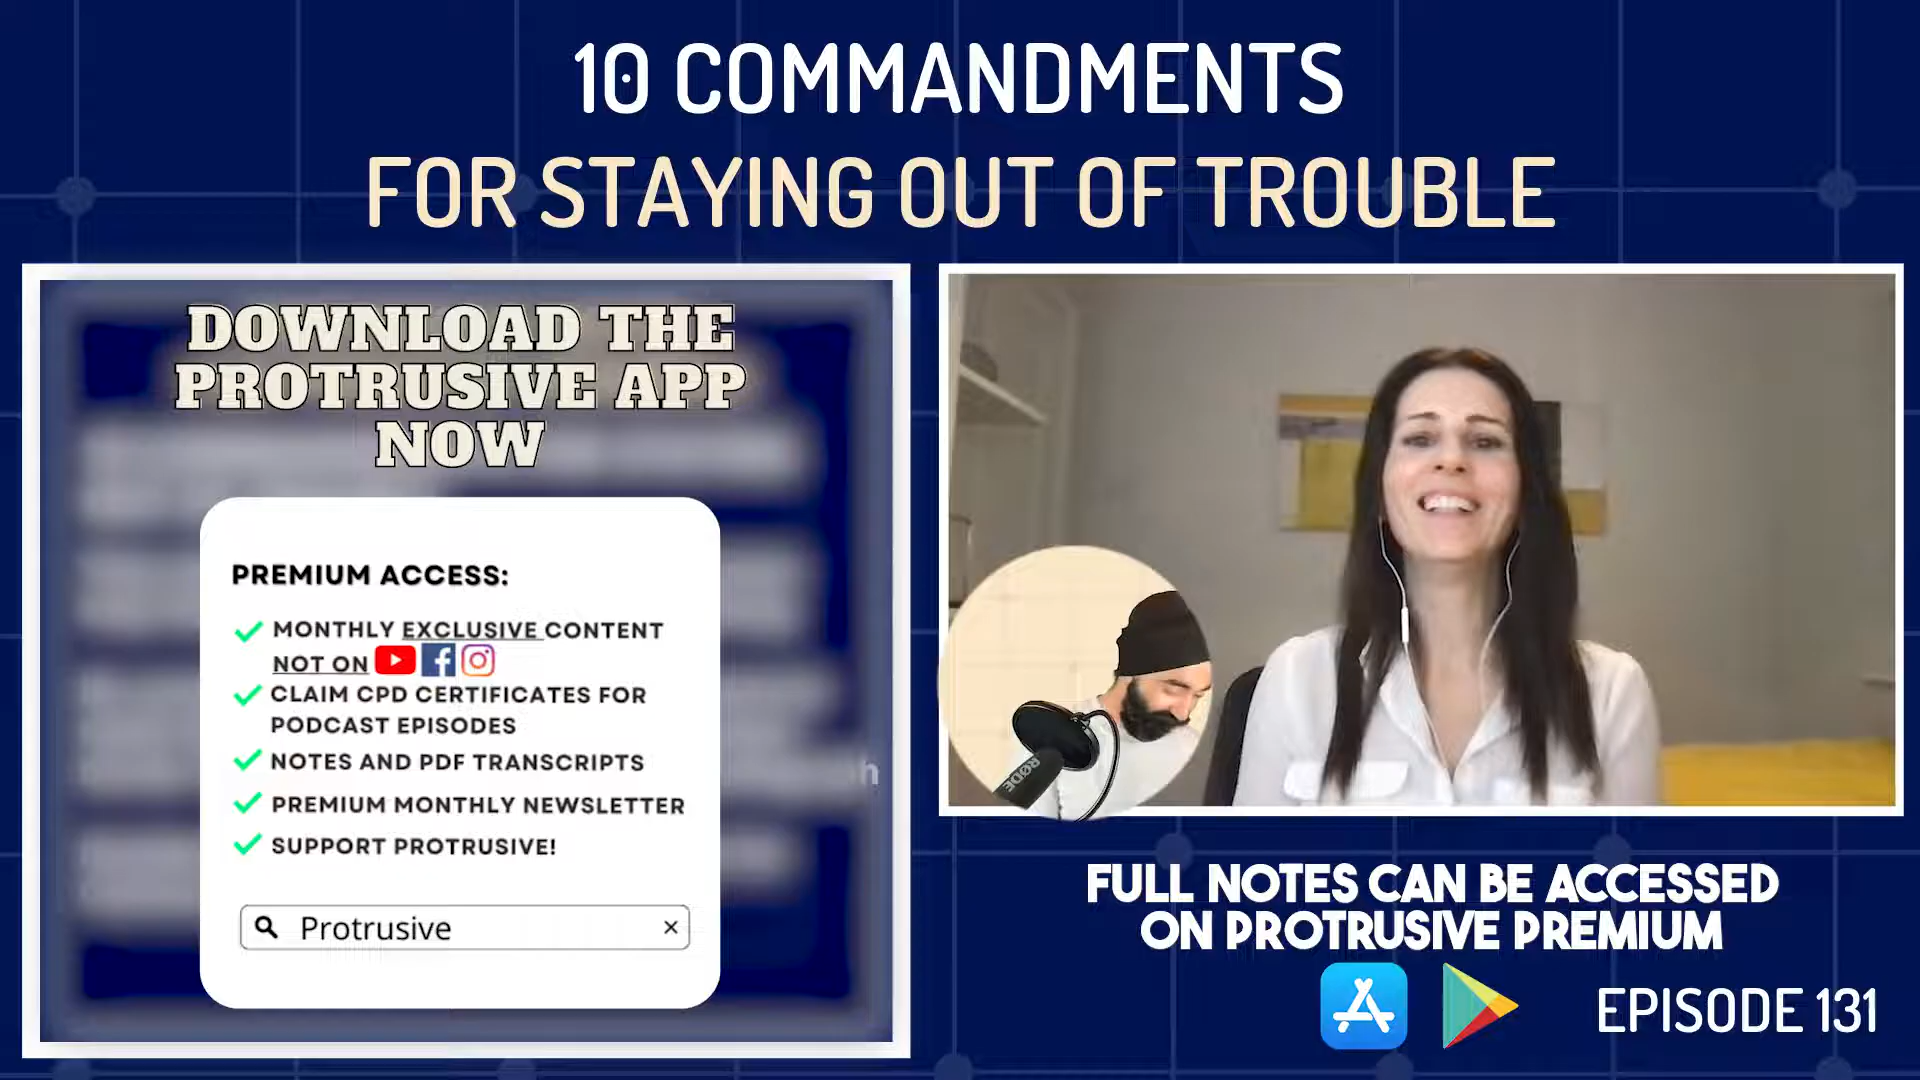 10 COMMANDMENTS
FOR STAYING OUT OF TROUBLE
DOWNLOAD THE
PROTRUSIVE APP
NOW
PREMIUM ACCESS:
MONTHLY EXCLUSIVE CONTENT
NOT ON
CLAIM CPD CERTIFICATES FOR
PODCAST EPISODES
NOTES AND PDF TRANSCRIPTS
PREMIUM MONTHLY NEWSLETTER
SUPPORT PROTRUSIVE!
Protrusive
RØDE
FULL NOTES CAN BE ACCESSED
ON PROTRUSIVE PREMIUM
EPISODE 131